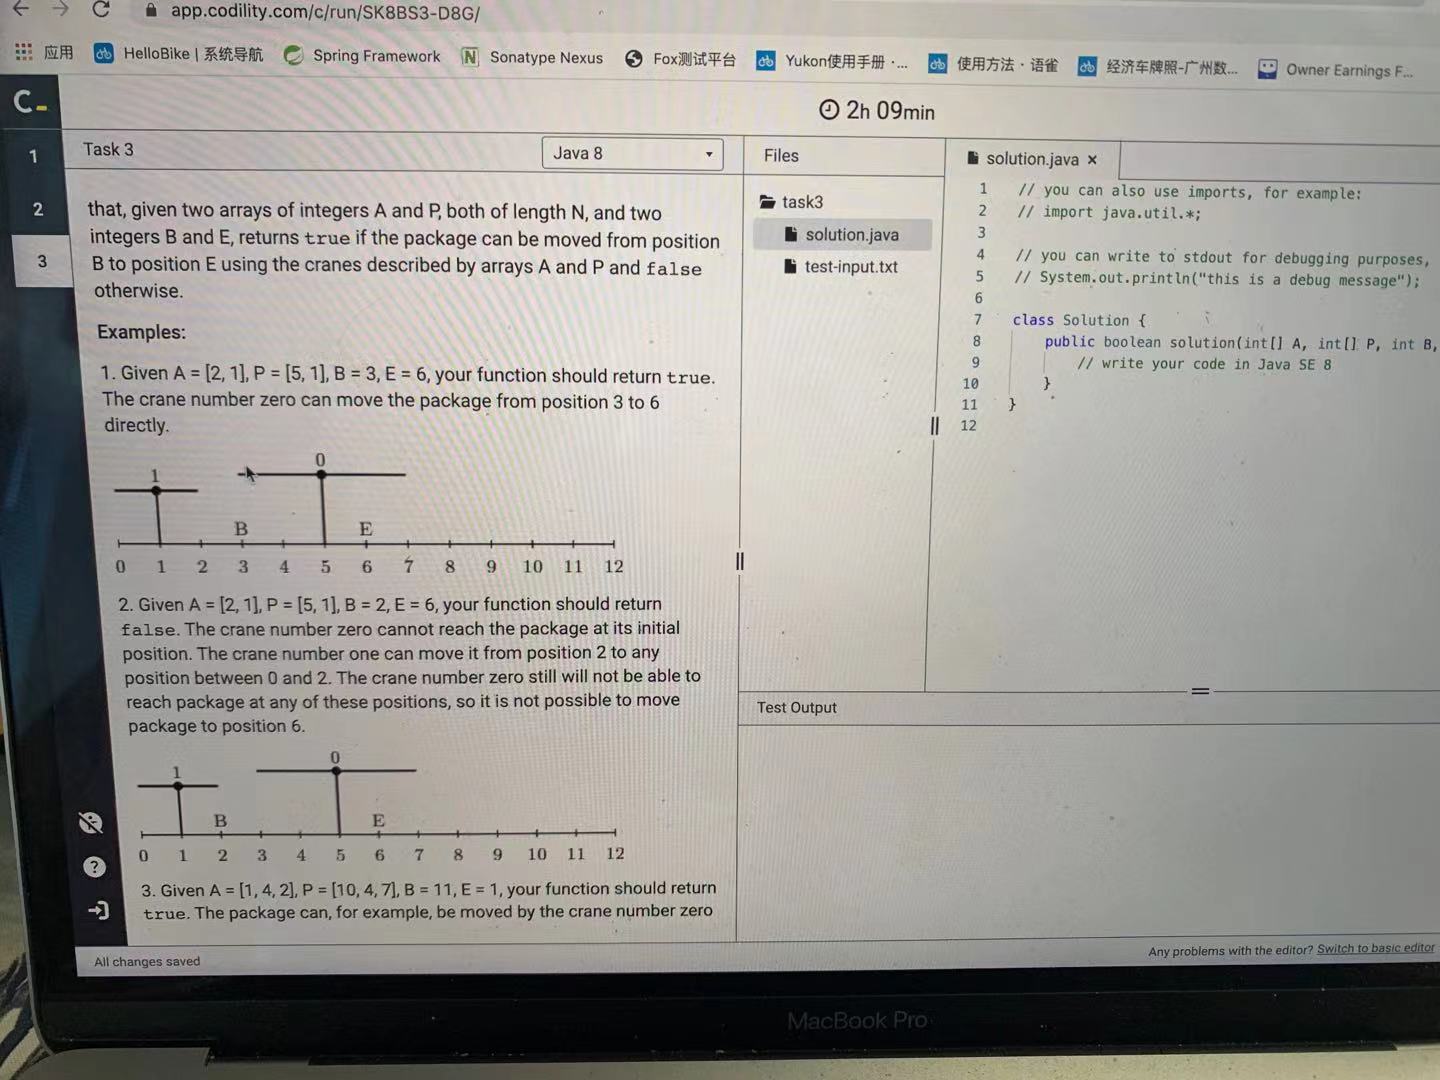 app.codility.com/c/run/SK8BS3-D8G/
应用 HelloBike | 系统导航 Spring Framework Sonatype Nexus Fox测试平台 Yukon使用手册 ·... 使用方法 · 语雀 经济车牌照-广州数... Owner Earnings F...
C_
2h 09min
1
2
3
Task 3
Java 8
that, given two arrays of integers A and P, both of length N, and two
integers B and E, returns true if the package can be moved from position
B to position E using the cranes described by arrays A and P and false
otherwise.
Examples:
1. Given A = [2, 1], P = [5, 1], B = 3, E = 6, your function should return true.
The crane number zero can move the package from position 3 to 6
directly.
1 0
B E
0 1 2 3 4 5 6 7 8 9 10 11 12
2. Given A = [2, 1], P = [5, 1], B = 2, E = 6, your function should return
false. The crane number zero cannot reach the package at its initial
position. The crane number one can move it from position 2 to any
position between 0 and 2. The crane number zero still will not be able to
reach package at any of these positions, so it is not possible to move
package to position 6.
1 0
B E
0 1 2 3 4 5 6 7 8 9 10 11 12
3. Given A = [1, 4, 2], P = [10, 4, 7], B = 11, E = 1, your function should return
true. The package can, for example, be moved by the crane number zero
Files
task3
solution.java
test-input.txt
solution.java ×
1 // you can also use imports, for example:
2 // import java.util.*;
3
4 // you can write to stdout for debugging purposes,
5 // System.out.println("this is a debug message");
6
7 class Solution {
8 public boolean solution(int[] A, int[] P, int B,
9 // write your code in Java SE 8
10 }
11 }
12
Test Output
?
All changes saved
Any problems with the editor? Switch to basic editor
MacBook Pro